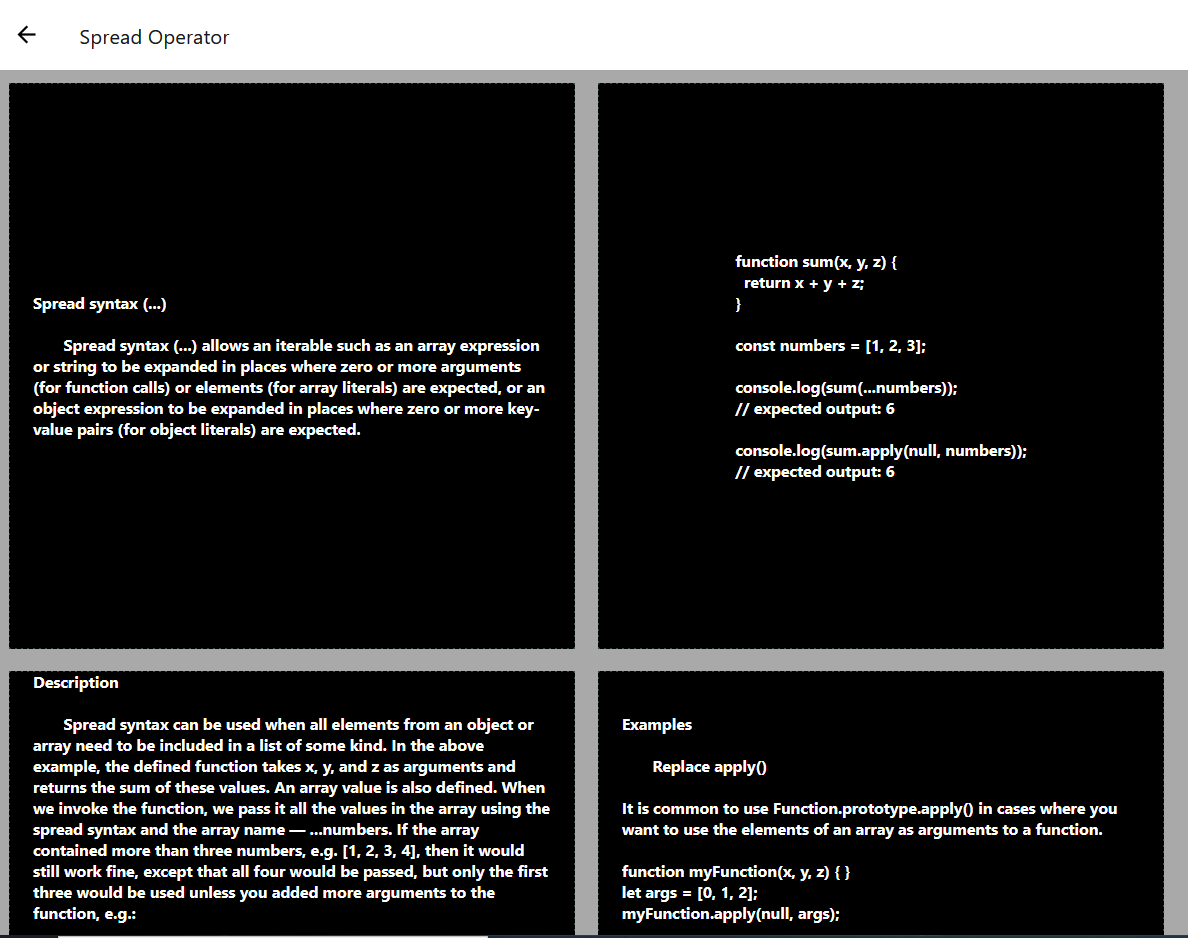 Spread Operator
Spread syntax (...)
Spread syntax (...) allows an iterable such as an array expression
or string to be expanded in places where zero or more arguments
(for function calls) or elements (for array literals) are expected, or an
object expression to be expanded in places where zero or more key-
value pairs (for object literals) are expected.
function sum(x, y, z) {
  return x + y + z;
}
const numbers = [1, 2, 3];
console.log(sum(...numbers));
// expected output: 6
console.log(sum.apply(null, numbers));
// expected output: 6
Description
Spread syntax can be used when all elements from an object or
array need to be included in a list of some kind. In the above
example, the defined function takes x, y, and z as arguments and
returns the sum of these values. An array value is also defined. When
we invoke the function, we pass it all the values in the array using the
spread syntax and the array name — ...numbers. If the array
contained more than three numbers, e.g. [1, 2, 3, 4], then it would
still work fine, except that all four would be passed, but only the first
three would be used unless you added more arguments to the
function, e.g.:
Examples
Replace apply()
It is common to use Function.prototype.apply() in cases where you
want to use the elements of an array as arguments to a function.
function myFunction(x, y, z) { }
let args = [0, 1, 2];
myFunction.apply(null, args);